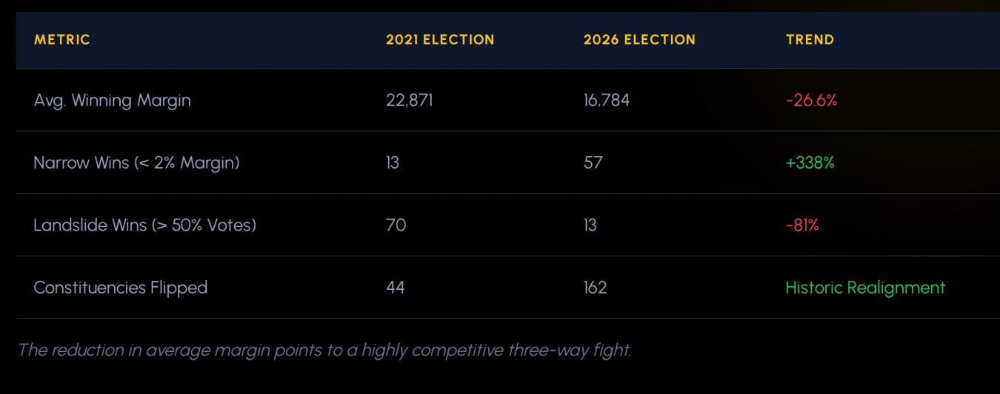 METRIC 2021 ELECTION 2026 ELECTION TREND
Avg. Winning Margin 22,871 16,784 -26.6%
Narrow Wins (< 2% Margin) 13 57 +338%
Landslide Wins (> 50% Votes) 70 13 -81%
Constituencies Flipped 44 162 Historic Realignment
The reduction in average margin points to a highly competitive three-way fight.